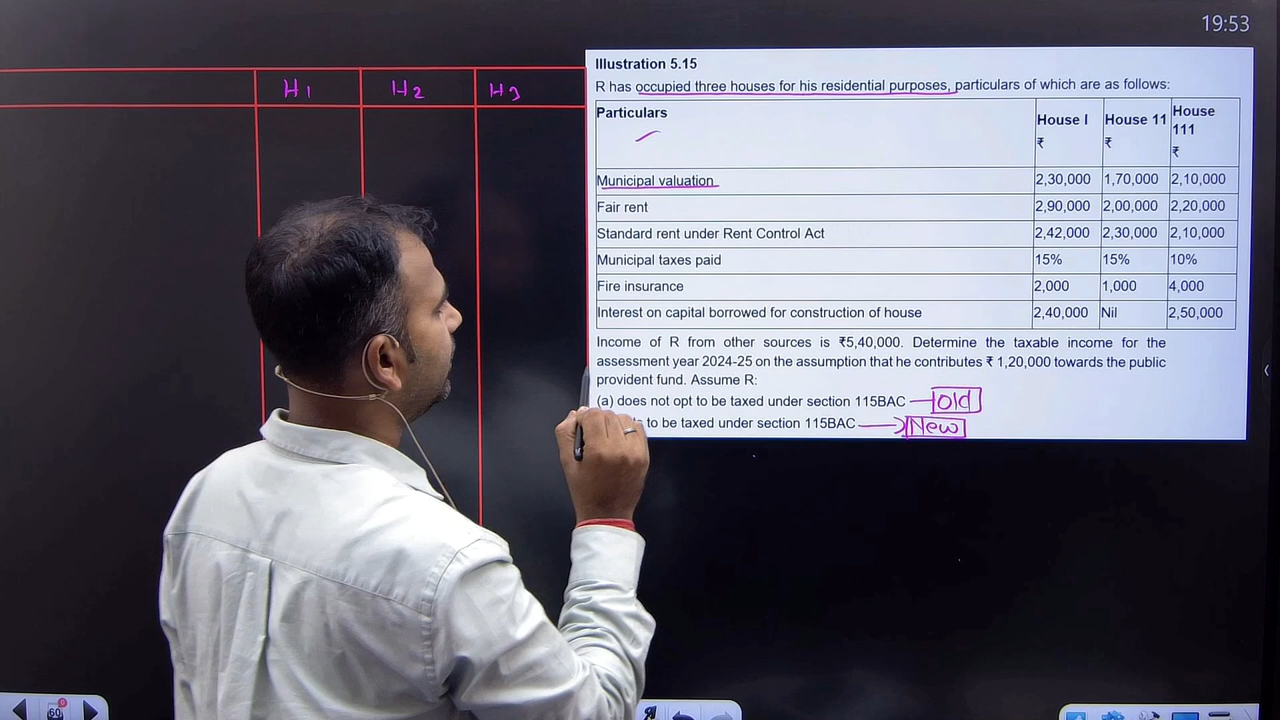 19:53
H1 H2 H3
Illustration 5.15
R has occupied three houses for his residential purposes, particulars of which are as follows:
Particulars House I ₹ House 11 ₹ House 111 ₹
Municipal valuation 2,30,000 1,70,000 2,10,000
Fair rent 2,90,000 2,00,000 2,20,000
Standard rent under Rent Control Act 2,42,000 2,30,000 2,10,000
Municipal taxes paid 15% 15% 10%
Fire insurance 2,000 1,000 4,000
Interest on capital borrowed for construction of house 2,40,000 Nil 2,50,000
Income of R from other sources is ₹5,40,000. Determine the taxable income for the
assessment year 2024-25 on the assumption that he contributes ₹ 1,20,000 towards the public
provident fund. Assume R:
(a) does not opt to be taxed under section 115BAC old
to be taxed under section 115BAC New
60